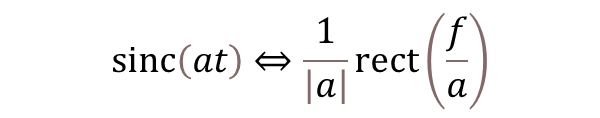 sinc(at) ⇔ 1/|a| rect(f/a)